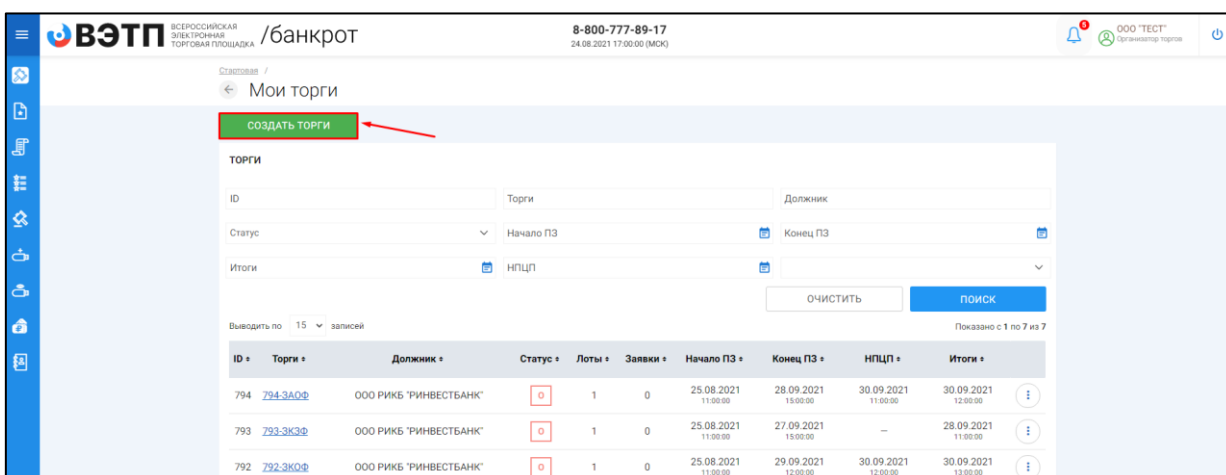 ВЭТП ВСЕРОССИЙСКАЯ ЭЛЕКТРОННАЯ ТОРГОВАЯ ПЛОЩАДКА /банкрот
8-800-777-89-17
24.08.2021 17:00:00 (МСК)
5
ООО "ТЕСТ"
Организатор торгов
Стартовая /
Мои торги
СОЗДАТЬ ТОРГИ
ТОРГИ
ID Торги Должник
Статус Начало ПЗ Конец ПЗ
Итоги НПЦП
ОЧИСТИТЬ ПОИСК
Выводить по 15 записей Показано с 1 по 7 из 7
ID Торги Должник Статус Лоты Заявки Начало ПЗ Конец ПЗ НПЦП Итоги
794 794-ЗАОФ ООО РИКБ "РИНВЕСТБАНК" О 1 0 25.08.2021 28.09.2021 30.09.2021 30.09.2021
11:00:00 15:00:00 11:00:00 12:00:00
793 793-ЗКЗФ ООО РИКБ "РИНВЕСТБАНК" О 1 0 25.08.2021 27.09.2021 – 28.09.2021
11:00:00 15:00:00 11:00:00
792 792-ЗКОФ ООО РИКБ "РИНВЕСТБАНК" О 1 0 25.08.2021 29.09.2021 30.09.2021 30.09.2021
11:00:00 12:00:00 12:00:00 13:00:00